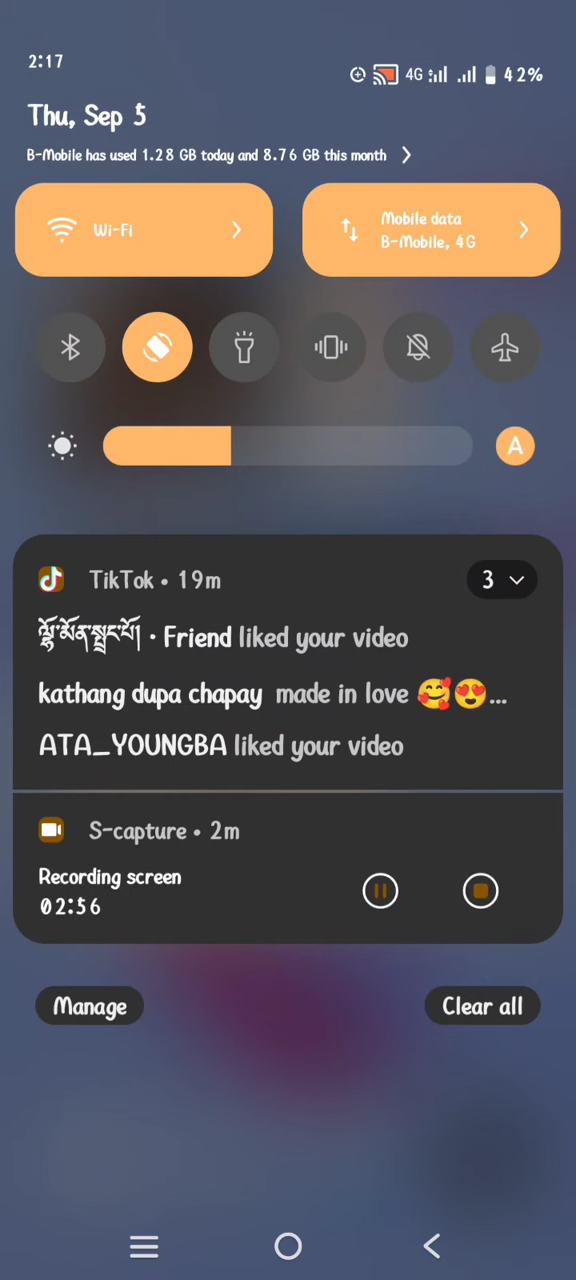 2:17
4G
42%
Thu, Sep 5
B-Mobile has used 1.28 GB today and 8.76 GB this month
Wi-Fi
Mobile data
B-Mobile, 4G
A
TikTok • 19m
3
ལྷོ་མོན་སྤྲང་པོ། · Friend liked your video
kathang dupa chapay made in love 🥰😍...
ATA_YOUNGBA liked your video
S-capture • 2m
Recording screen
02:56
Manage
Clear all